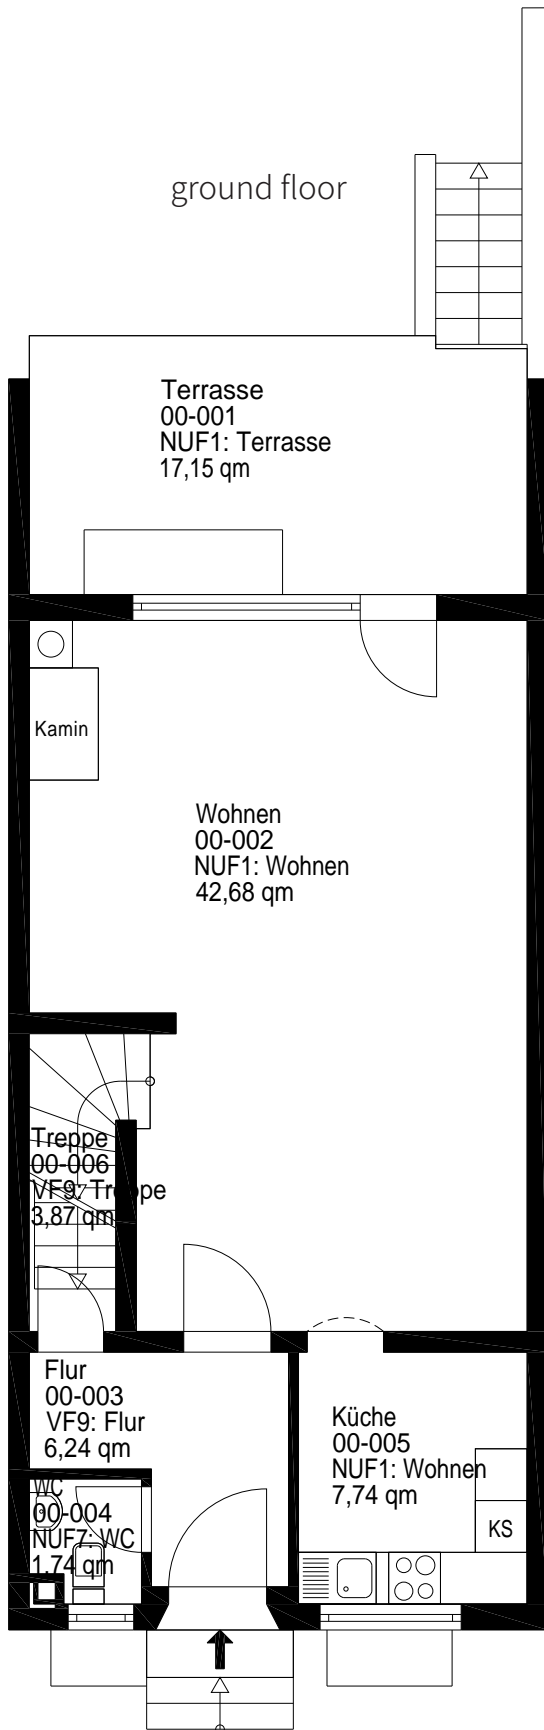 ground floor
Terrasse
00-001
NUF1: Terrasse
17,15 qm
Kamin
Wohnen
00-002
NUF1: Wohnen
42,68 qm
Treppe
00-006
VF9: Treppe
3,87 qm
Flur
00-003
VF9: Flur
6,24 qm
Küche
00-005
NUF1: Wohnen
7,74 qm
KS
WC
00-004
NUF7: WC
1,74 qm